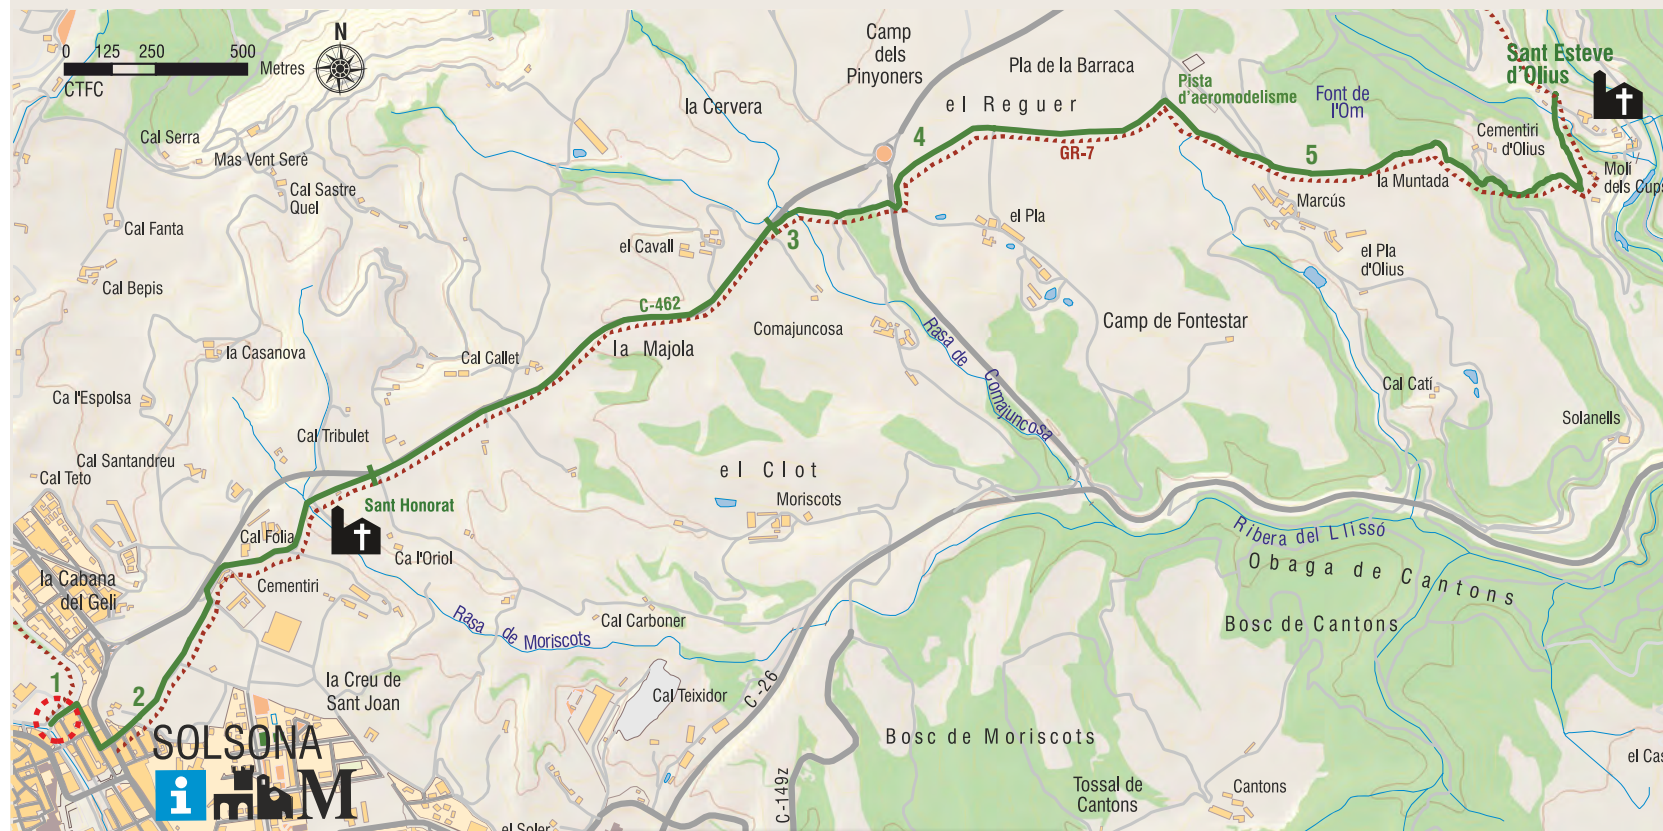 0 125 250 500
Metres
CTFC
N
Camp
dels
Pinyoners
Pla de la Barraca
Sant Esteve
d'Olius
Pista
d'aeromodelisme
Font de
l'Om
la Cervera
el Reguer
Cal Serra
Mas Vent Serè
4
GR-7
5
Cementiri
d'Olius
Molí
dels Cups
Cal Sastre
Quel
la Muntada
Marcús
Cal Fanta
el Pla
el Cavall
3
el Pla
d'Olius
Cal Bepis
C-462
Comajuncosa
Rasa de Comajuncosa
Camp de Fontestar
la Majola
la Casanova
Cal Callet
Ca l'Espolsa
Cal Catí
Solanells
Cal Tribulet
Cal Santandreu
Cal Teto
el Clot
Moriscots
Sant Honorat
Cal Folia
Ca l'Oriol
Ribera del Llissó
Obaga de Cantons
la Cabana
del Geli
Cementiri
Rasa de Moriscots
Cal Carboner
Bosc de Cantons
1
2
la Creu de
Sant Joan
Cal Teixidor
C-26
SOLSONA
Bosc de Moriscots
el Cas
i
M
C-149z
Tossal de
Cantons
Cantons
el Soler